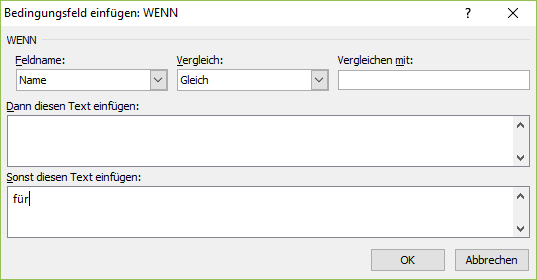 Bedingungsfeld einfügen: WENN
WENN
Feldname: Vergleich: Vergleichen mit:
Name Gleich
Dann diesen Text einfügen:
Sonst diesen Text einfügen:
für
OK Abbrechen